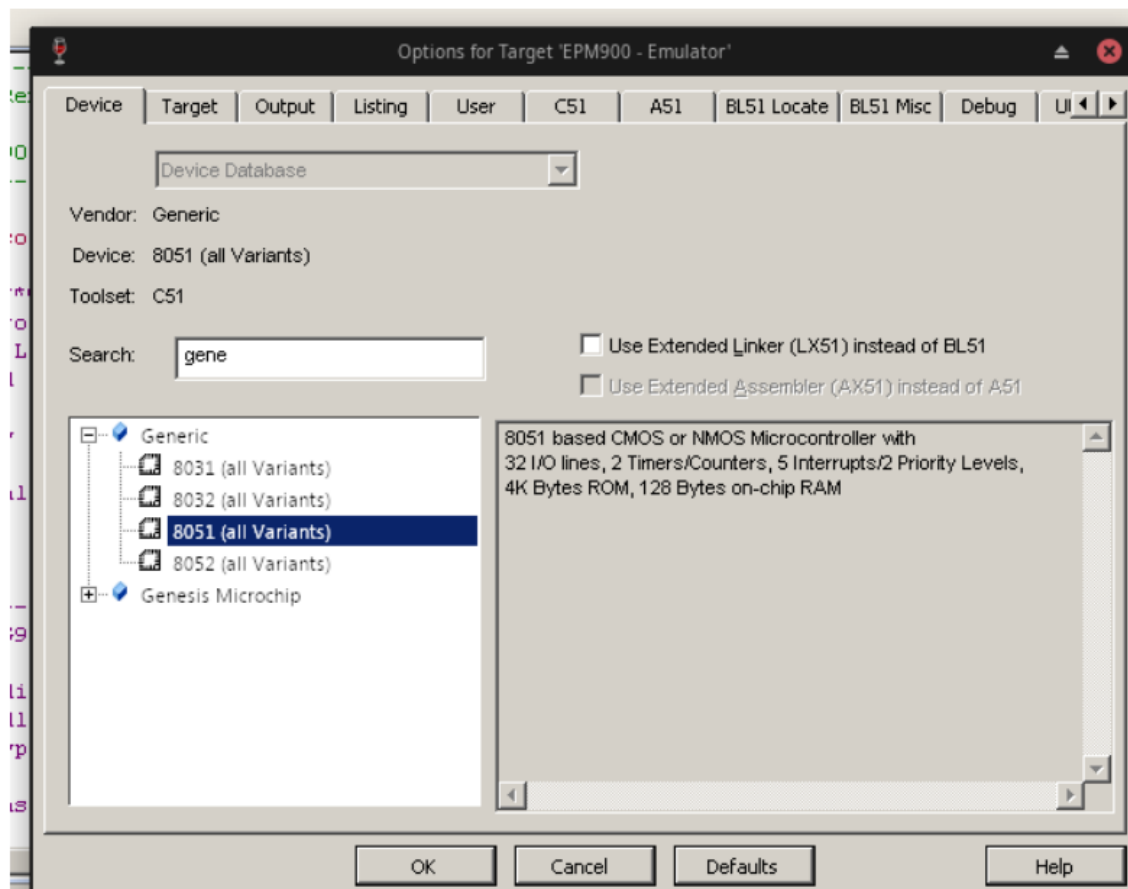 Options for Target 'EPM900 - Emulator'
Device Target Output Listing User C51 A51 BL51 Locate BL51 Misc Debug
Device Database
Vendor: Generic
Device: 8051 (all Variants)
Toolset: C51
Search: gene
Use Extended Linker (LX51) instead of BL51
Use Extended Assembler (AX51) instead of A51
Generic
8031 (all Variants)
8032 (all Variants)
8051 (all Variants)
8052 (all Variants)
Genesis Microchip
8051 based CMOS or NMOS Microcontroller with
32 I/O lines, 2 Timers/Counters, 5 Interrupts/2 Priority Levels,
4K Bytes ROM, 128 Bytes on-chip RAM
OK Cancel Defaults Help